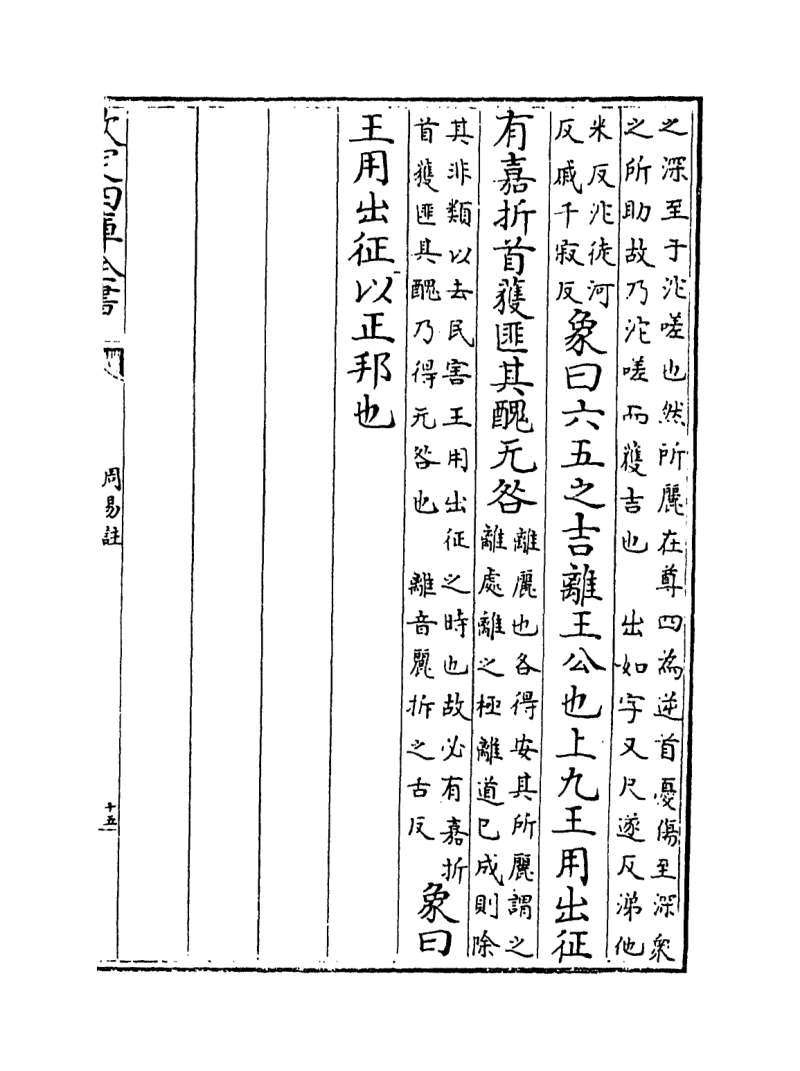 之深至于沱嗟也然所麗在尊四為逆首憂傷至深衆
之所助故乃沱嗟而獲吉也　出如字又尺遂反涕他
米反沱徒河
反戚千寂反
象曰六五之吉離王公也上九王用出征
有嘉折首獲匪其醜无咎
離麗也各得安其所麗謂之
離處離之極離道已成則除
其非類以去民害王用出征之時也故必有嘉折
首獲匪其醜乃得无咎也　離音麗折之古反
象曰
王用出征以正邦也
欽定四庫全書
周易註
十五